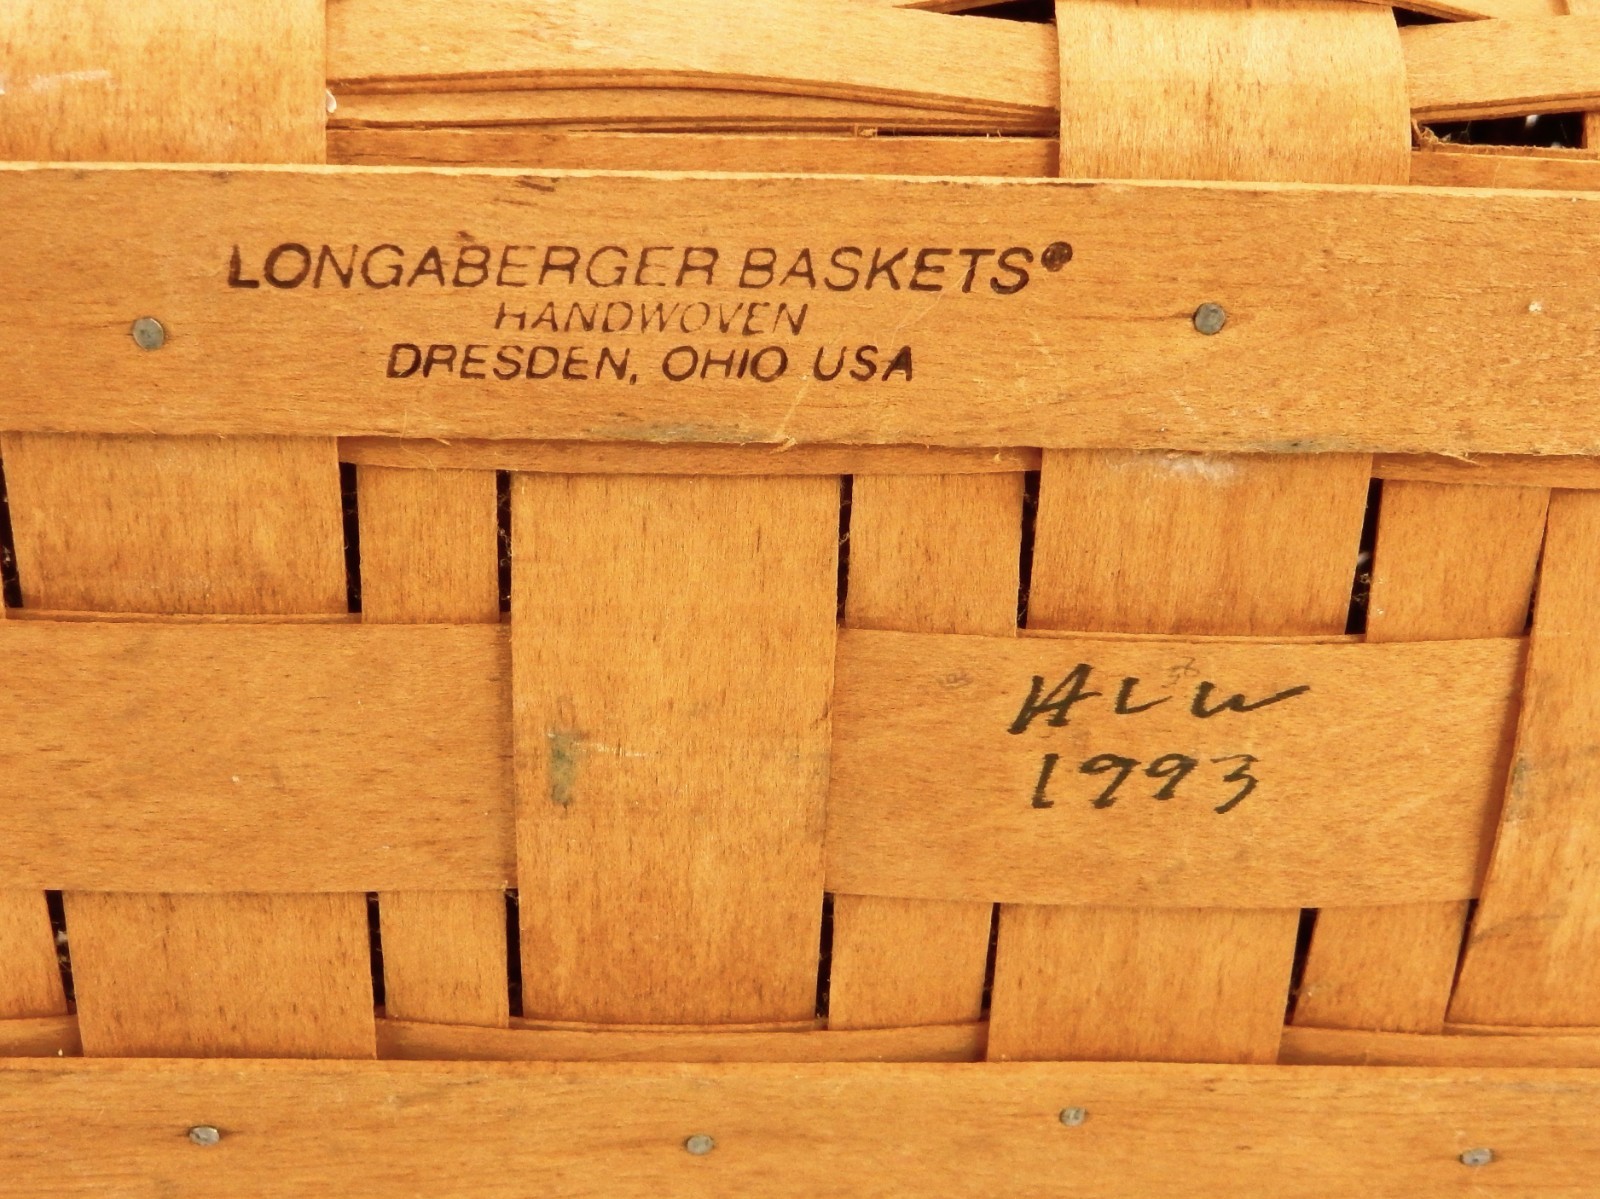 LONGABERGER BASKETS®
HANDWOVEN
DRESDEN, OHIO USA
ALW
1993